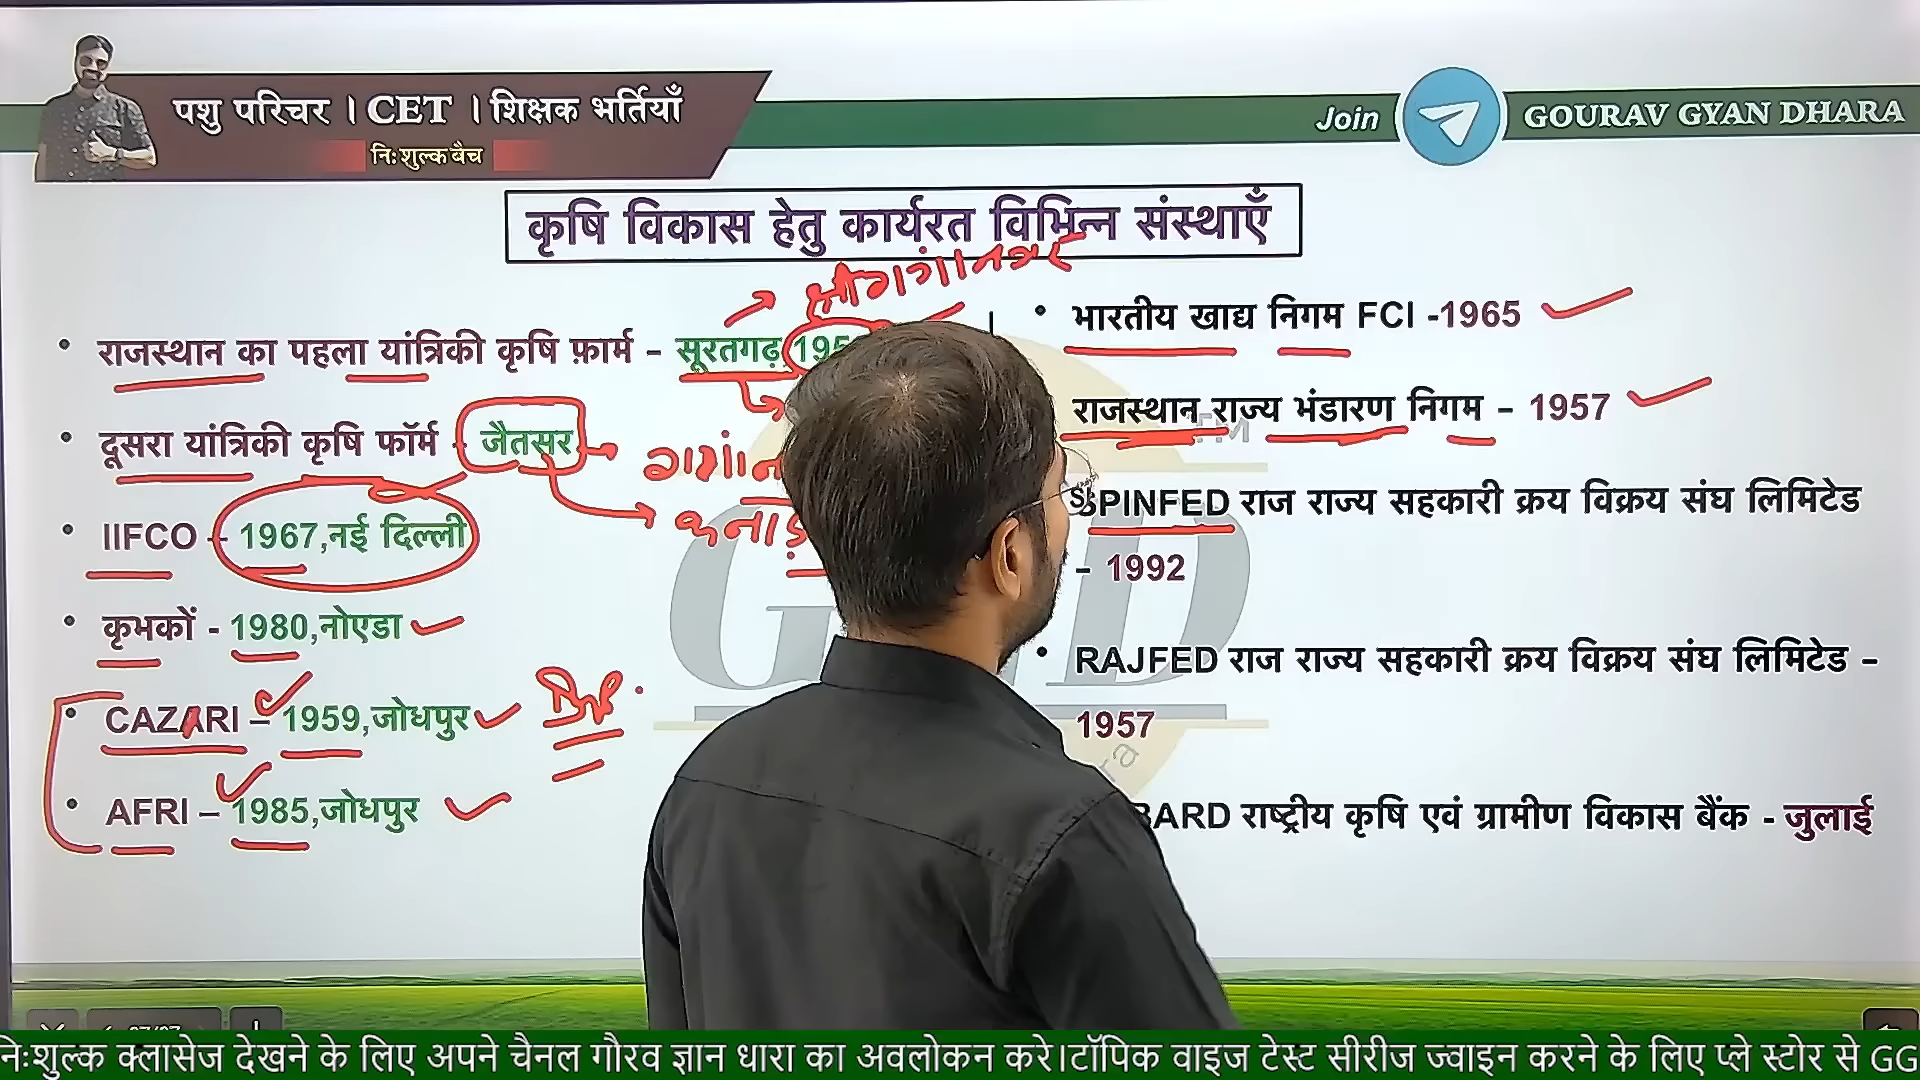 पशु परिचर । CET । शिक्षक भर्तियाँ
निःशुल्क बैच
Join GOURAV GYAN DHARA
कृषि विकास हेतु कार्यरत विभिन्न संस्थाएँ
श्रीगंगानगर
• राजस्थान का पहला यांत्रिकी कृषि फ़ार्म – सूरतगढ़
• दूसरा यांत्रिकी कृषि फॉर्म - जैतसर
• IIFCO – 1967,नई दिल्ली
• कृभकों - 1980,नोएडा
• CAZARI – 1959,जोधपुर
• AFRI – 1985,जोधपुर
• भारतीय खाद्य निगम FCI -1965
राजस्थान राज्य भंडारण निगम – 1957
SPINFED राज राज्य सहकारी क्रय विक्रय संघ लिमिटेड
– 1992
• RAJFED राज राज्य सहकारी क्रय विक्रय संघ लिमिटेड –
1957
BARD राष्ट्रीय कृषि एवं ग्रामीण विकास बैंक - जुलाई
निःशुल्क क्लासेज देखने के लिए अपने चैनल गौरव ज्ञान धारा का अवलोकन करे।टॉपिक वाइज टेस्ट सीरीज ज्वाइन करने के लिए प्ले स्टोर से GG